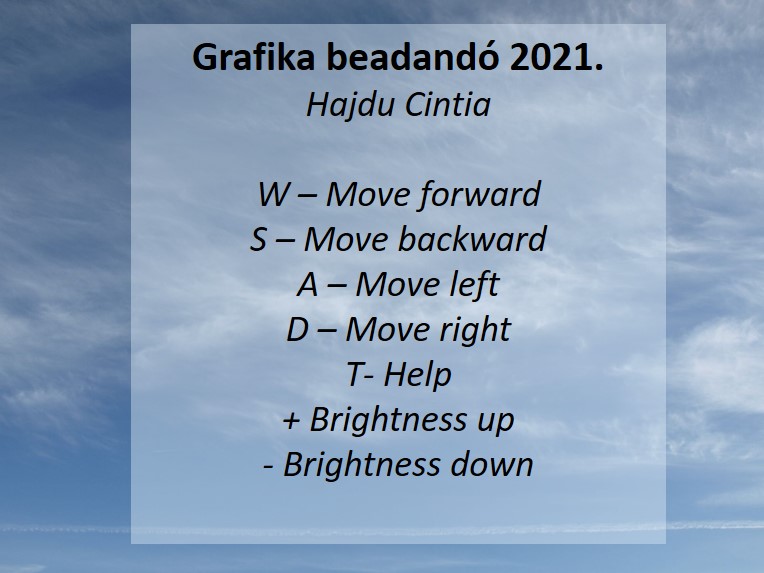 Grafika beadandó 2021.
Hajdu Cintia
W – Move forward
S – Move backward
A – Move left
D – Move right
T- Help
+ Brightness up
- Brightness down